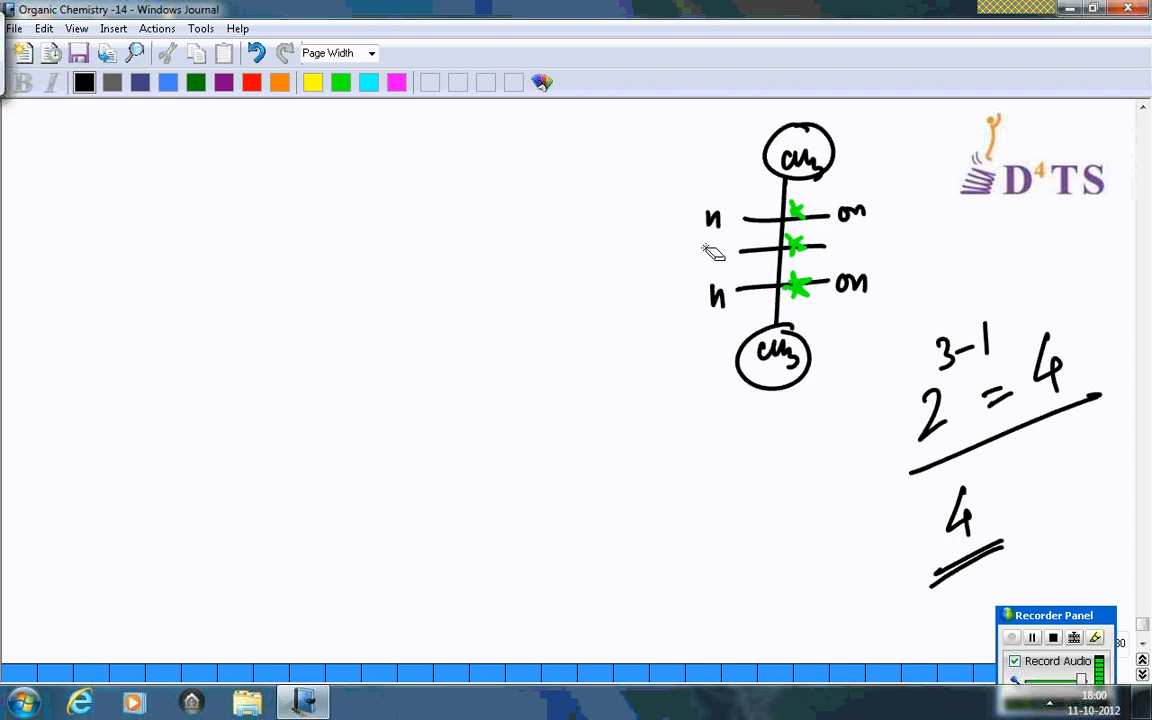 Organic Chemistry -14 - Windows Journal
File Edit View Insert Actions Tools Help
Page Width
B I
CH3
H OH
H OH
CH3
D4TS
2^3-1 = 4
4
Recorder Panel
30
Record Audio
18:00
11-10-2012